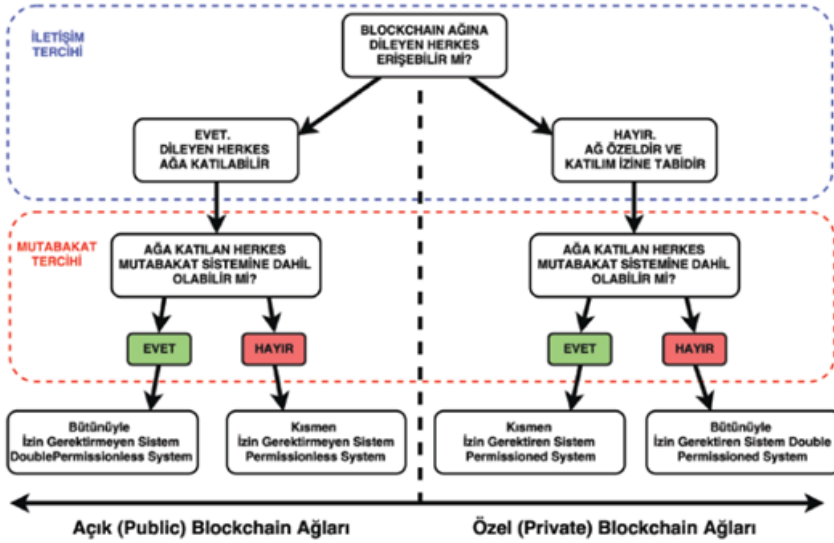 İLETİŞİM
TERCİHİ
BLOCKCHAIN AĞINA
DİLEYEN HERKES
ERİŞEBİLİR Mİ?
EVET.
DİLEYEN HERKES
AĞA KATILABİLİR
HAYIR.
AĞ ÖZELDİR VE
KATILIM İZİNE TABİDİR
MUTABAKAT
TERCİHİ
AĞA KATILAN HERKES
MUTABAKAT SİSTEMİNE DAHİL
OLABİLİR Mİ?
AĞA KATILAN HERKES
MUTABAKAT SİSTEMİNE DAHİL
OLABİLİR Mİ?
EVET
HAYIR
EVET
HAYIR
Bütünüyle
İzin Gerektirmeyen Sistem
DoublePermissionless System
Kısmen
İzin Gerektirmeyen Sistem
Permissionless System
Kısmen
İzin Gerektiren Sistem
Permissioned System
Bütünüyle
İzin Gerektiren Sistem Double
Permissioned System
Açık (Public) Blockchain Ağları
Özel (Private) Blockchain Ağları